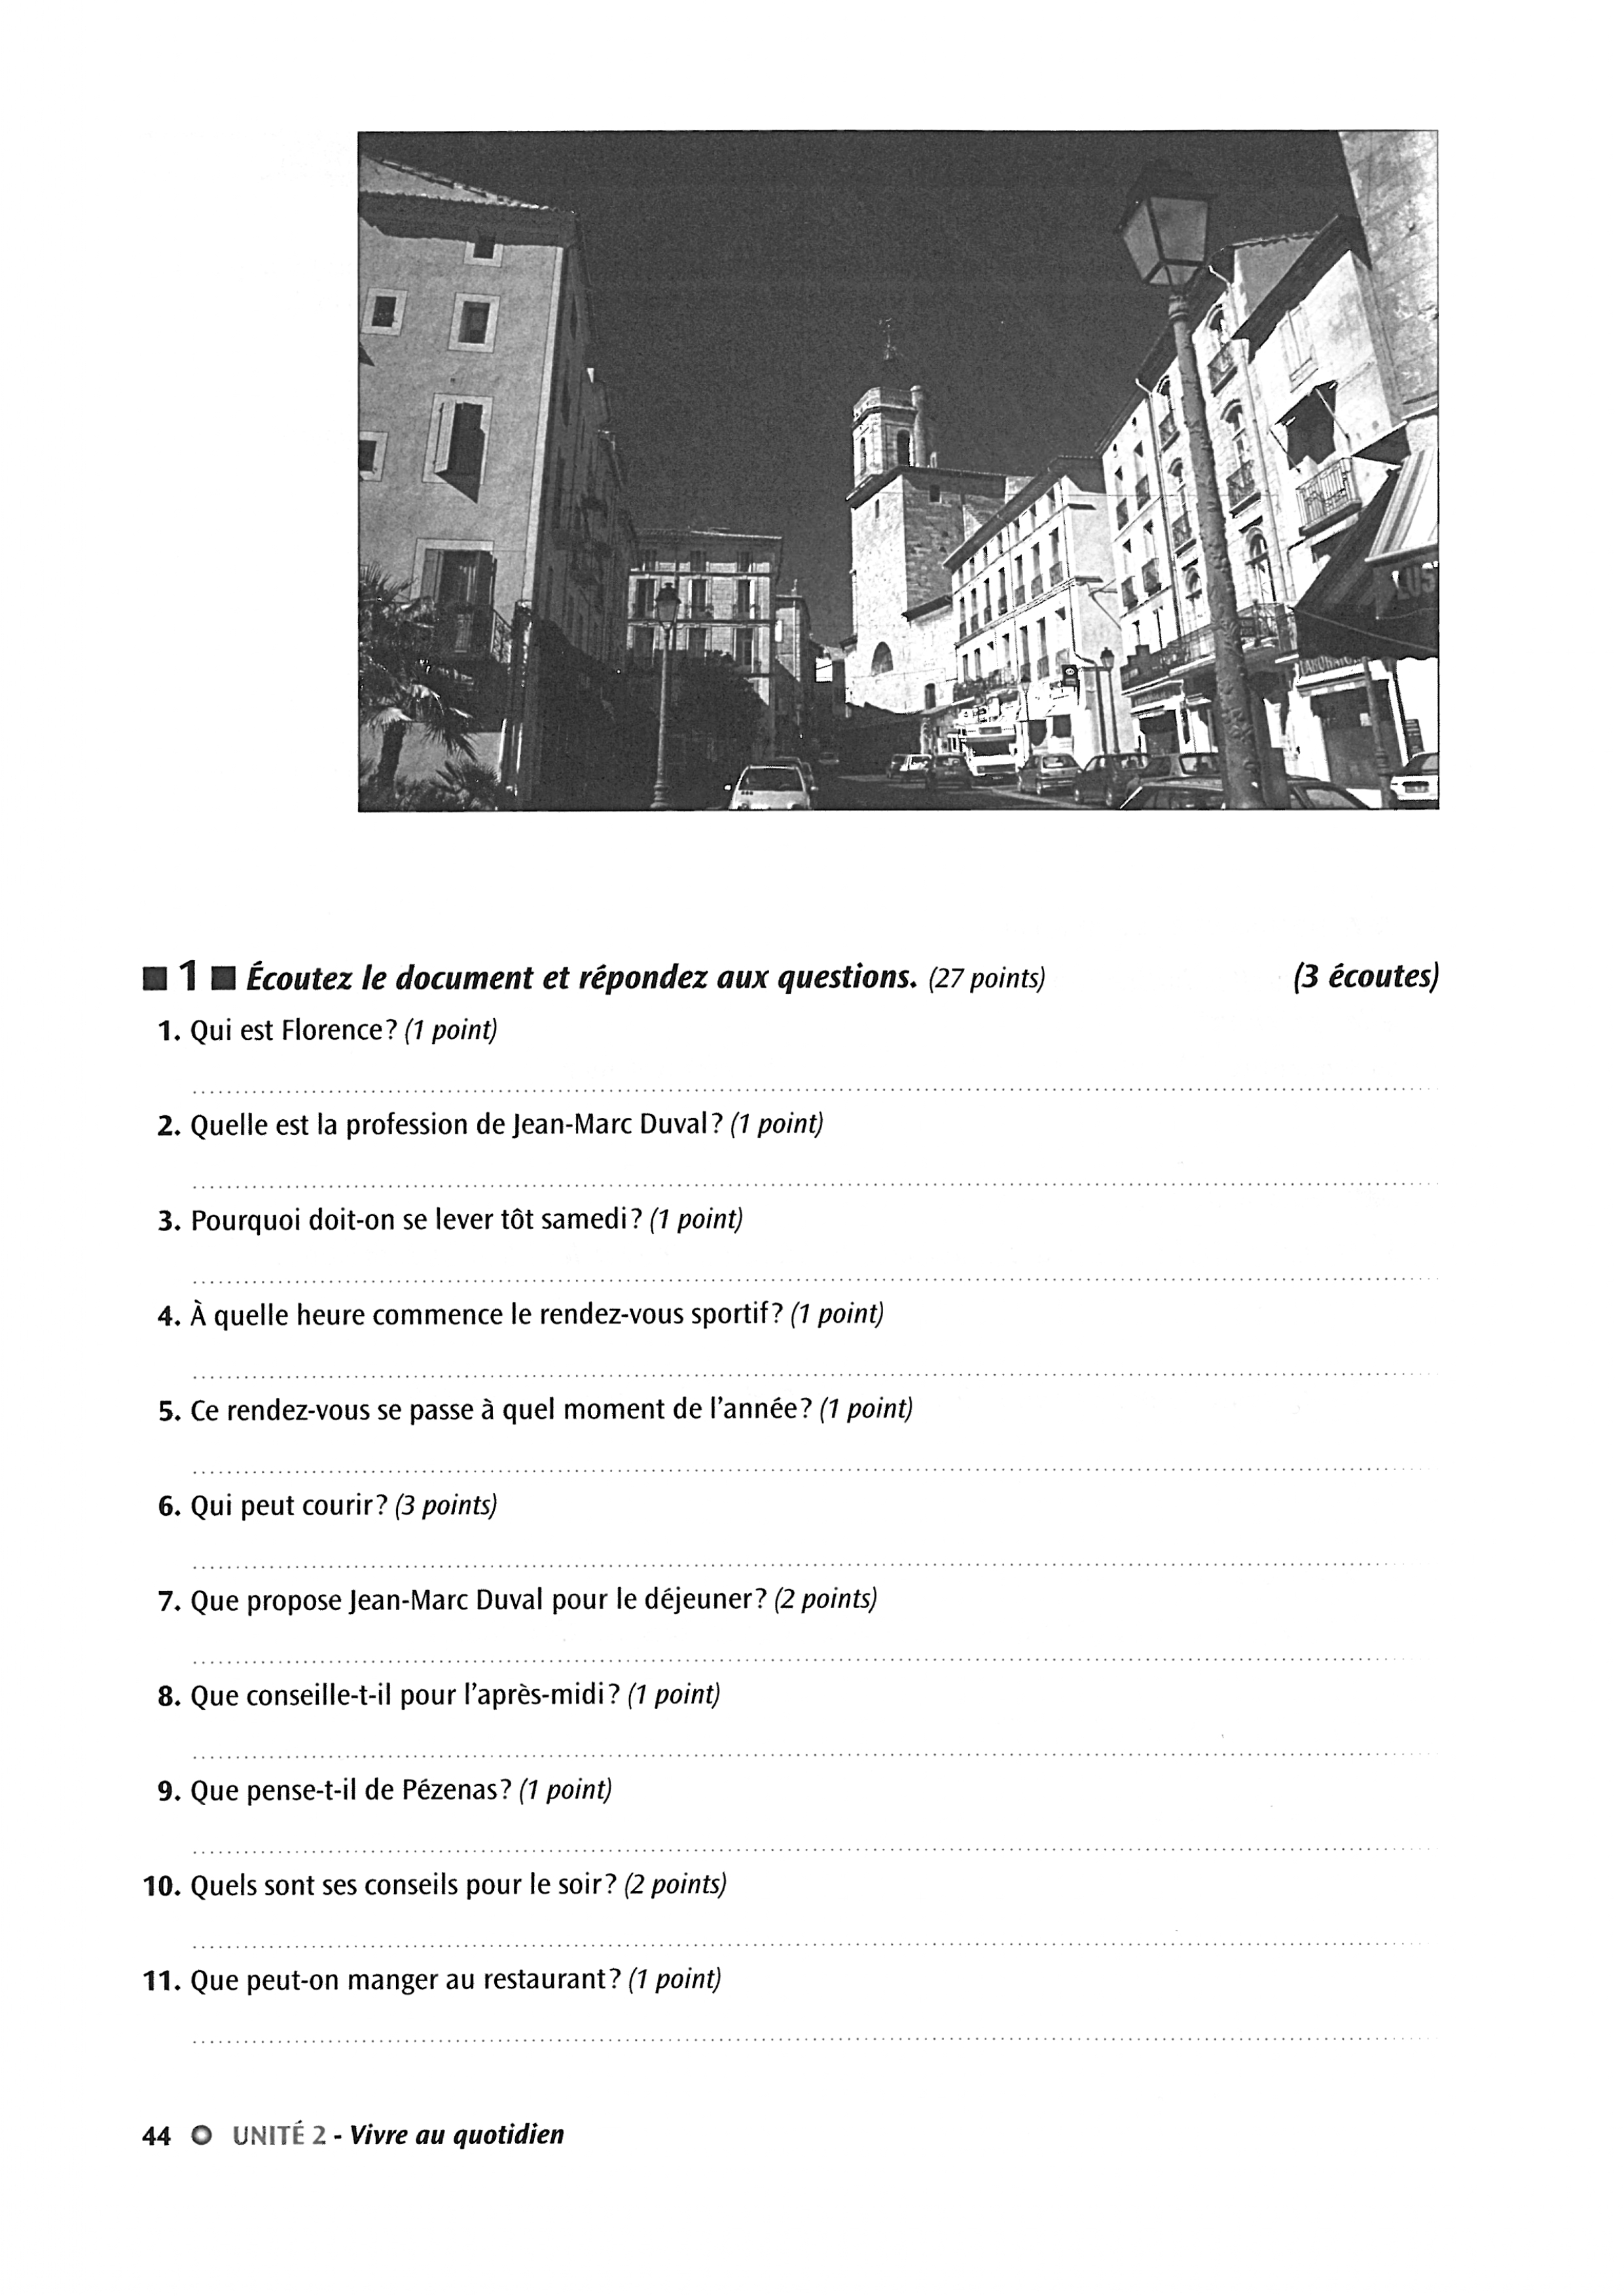 ■ 1 ■ Écoutez le document et répondez aux questions. (27 points) (3 écoutes)
1. Qui est Florence? (1 point)
2. Quelle est la profession de Jean-Marc Duval? (1 point)
3. Pourquoi doit-on se lever tôt samedi? (1 point)
4. À quelle heure commence le rendez-vous sportif? (1 point)
5. Ce rendez-vous se passe à quel moment de l'année? (1 point)
6. Qui peut courir? (3 points)
7. Que propose Jean-Marc Duval pour le déjeuner? (2 points)
8. Que conseille-t-il pour l'après-midi? (1 point)
9. Que pense-t-il de Pézenas? (1 point)
10. Quels sont ses conseils pour le soir? (2 points)
11. Que peut-on manger au restaurant? (1 point)
44 UNITÉ 2 - Vivre au quotidien